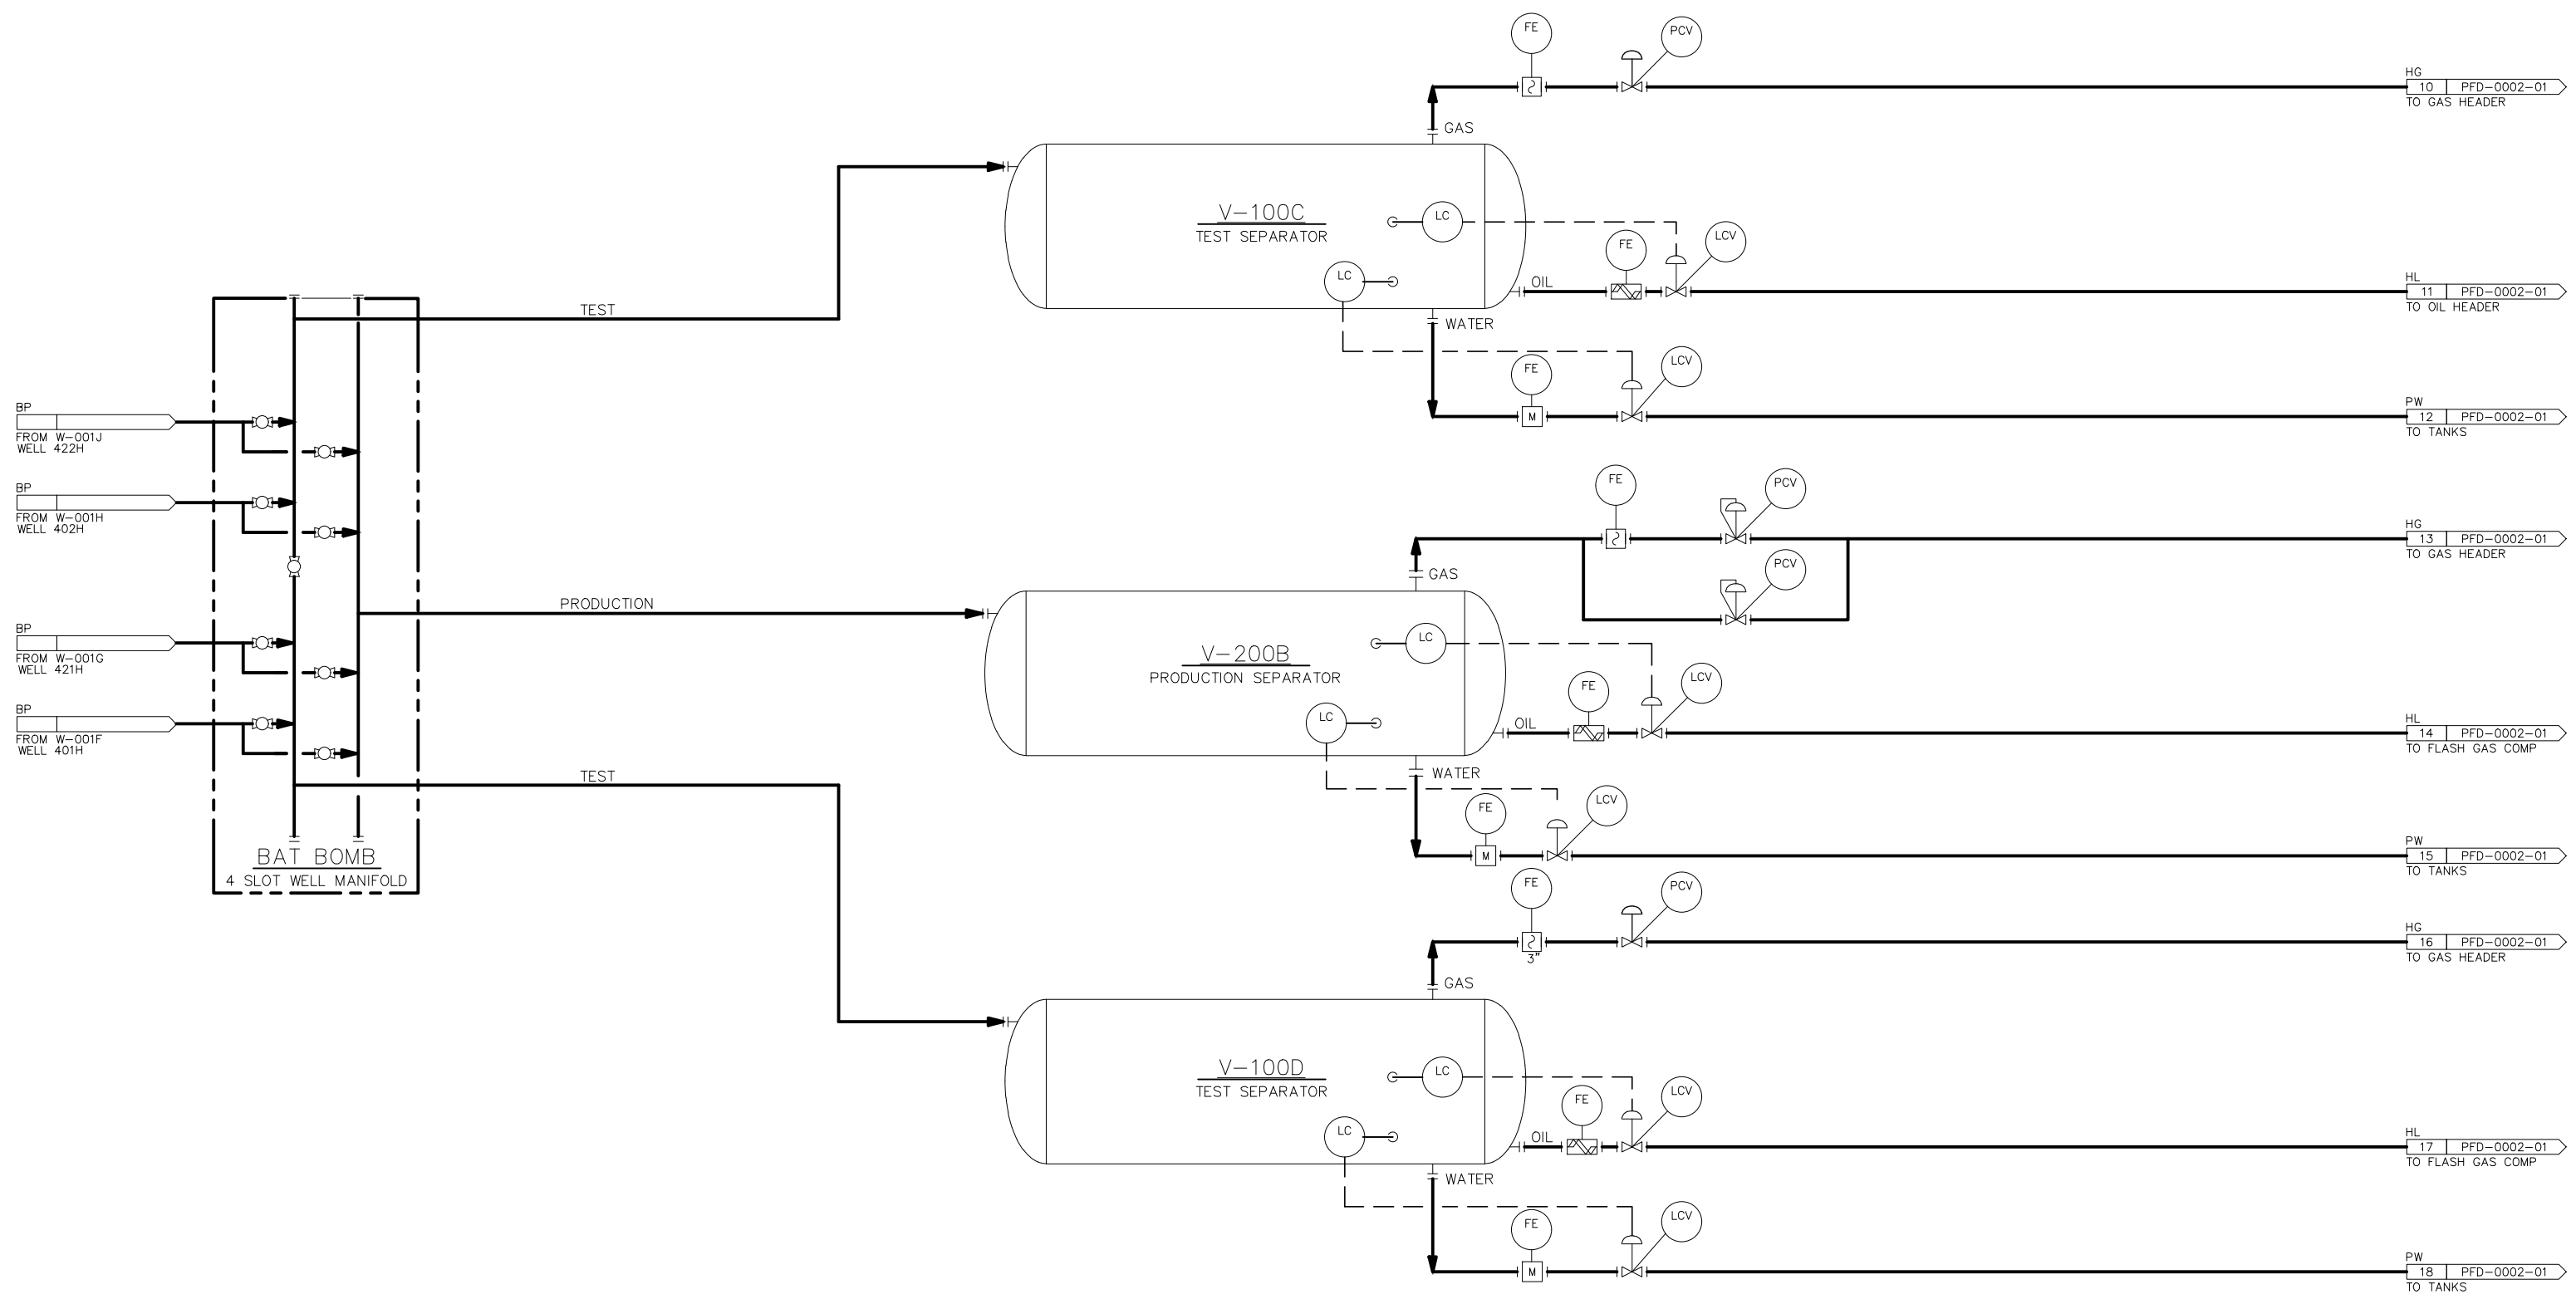 FE
PCV
HG
10 PFD-0002-01
TO GAS HEADER
GAS
V-100C
TEST SEPARATOR
LC
LC
FE
LCV
OIL
HL
11 PFD-0002-01
TO OIL HEADER
WATER
FE
LCV
PW
12 PFD-0002-01
TO TANKS
M
TEST
BP
FROM W-001J
WELL 422H
BP
FROM W-001H
WELL 402H
BP
FROM W-001G
WELL 421H
BP
FROM W-001F
WELL 401H
PRODUCTION
TEST
BAT BOMB
4 SLOT WELL MANIFOLD
FE
PCV
HG
13 PFD-0002-01
TO GAS HEADER
PCV
GAS
V-200B
PRODUCTION SEPARATOR
LC
LC
FE
LCV
OIL
HL
14 PFD-0002-01
TO FLASH GAS COMP
WATER
FE
LCV
M
PW
15 PFD-0002-01
TO TANKS
FE
PCV
3"
HG
16 PFD-0002-01
TO GAS HEADER
GAS
V-100D
TEST SEPARATOR
LC
LC
FE
LCV
OIL
HL
17 PFD-0002-01
TO FLASH GAS COMP
WATER
FE
LCV
M
PW
18 PFD-0002-01
TO TANKS